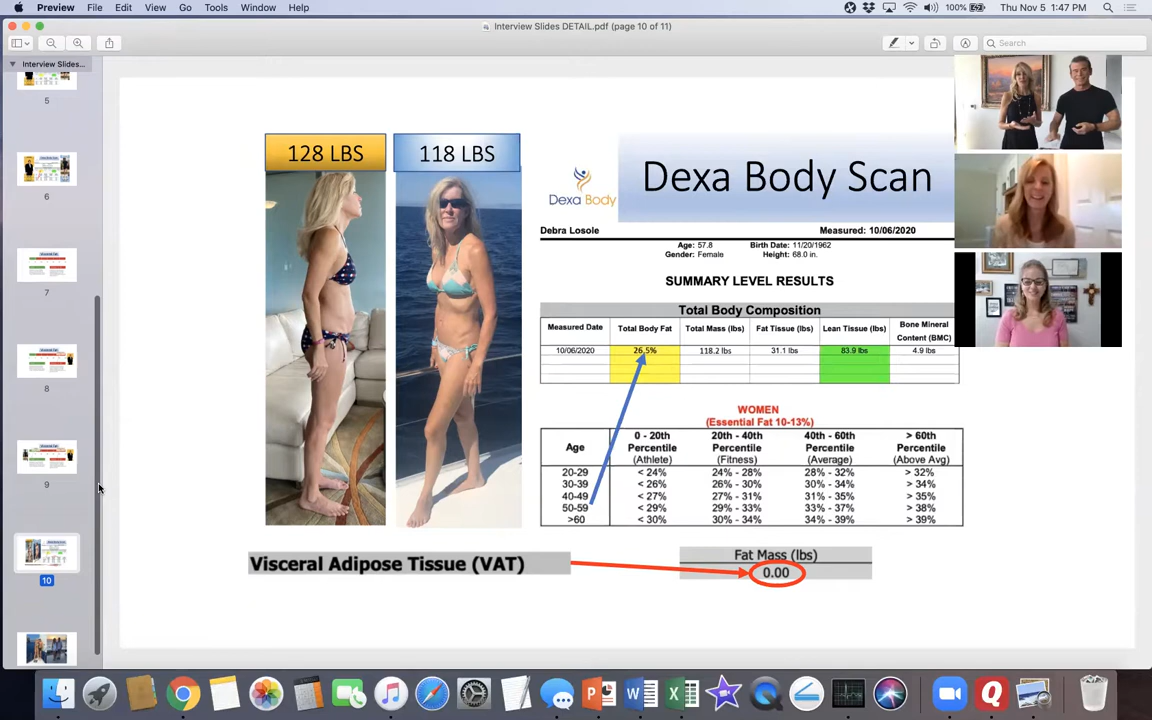 Preview File Edit View Go Tools Window Help 100% Thu Nov 5 1:47 PM
Interview Slides DETAIL.pdf (page 10 of 11)
Search
Interview Slides...
5
6
7
8
9
10
128 LBS
118 LBS
Dexa Body
Dexa Body Scan
Debra Losole Measured: 10/06/2020
Age: 57.8 Birth Date: 11/20/1962
Gender: Female Height: 68.0 in.
SUMMARY LEVEL RESULTS
Total Body Composition
Measured Date Total Body Fat Total Mass (lbs) Fat Tissue (lbs) Lean Tissue (lbs) Bone Mineral Content (BMC)
10/06/2020 26.5% 118.2 lbs 31.1 lbs 83.9 lbs 4.9 lbs
WOMEN
(Essential Fat 10-13%)
Age 0 - 20th Percentile (Athlete) 20th - 40th Percentile (Fitness) 40th - 60th Percentile (Average) > 60th Percentile (Above Avg)
20-29 < 24% 24% - 28% 28% - 32% > 32%
30-39 < 26% 26% - 30% 30% - 34% > 34%
40-49 < 27% 27% - 31% 31% - 35% > 35%
50-59 < 29% 29% - 33% 33% - 37% > 38%
>60 < 30% 30% - 34% 34% - 39% > 39%
Visceral Adipose Tissue (VAT)
Fat Mass (lbs)
0.00